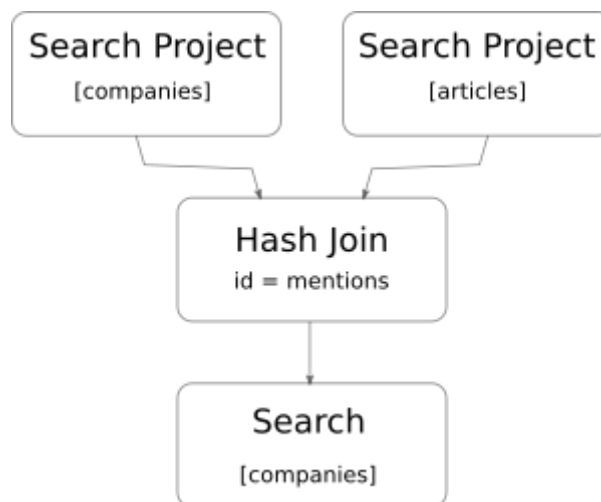 Search Project
[companies]
Search Project
[articles]
Hash Join
id = mentions
Search
[companies]